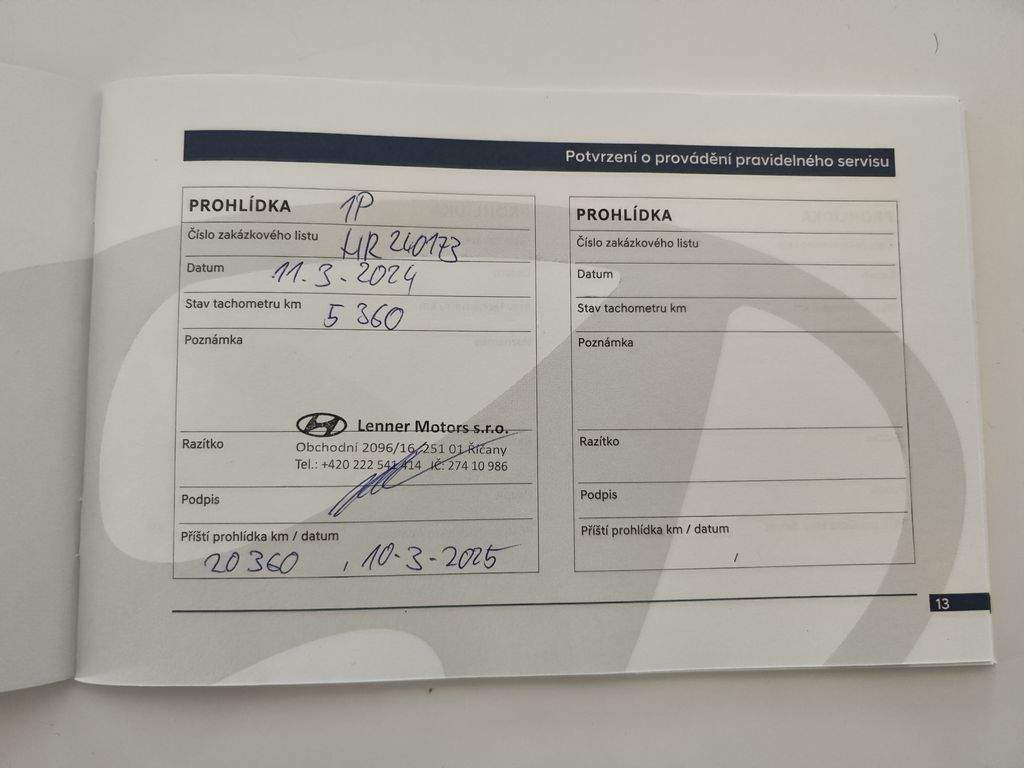 Potvrzení o provádění pravidelného servisu
PROHLÍDKA 1P
Číslo zakázkového listu HR240173
Datum 11.3.2024
Stav tachometru km 5 360
Poznámka
Lenner Motors s.r.o.
Razítko
Obchodní 2096/16, 251 01 Říčany
Tel.: +420 222 541 414 IČ: 274 10 986
Podpis
Příští prohlídka km / datum
20 360 , 10-3-2025
PROHLÍDKA
Číslo zakázkového listu
Datum
Stav tachometru km
Poznámka
Razítko
Podpis
Příští prohlídka km / datum
/
13